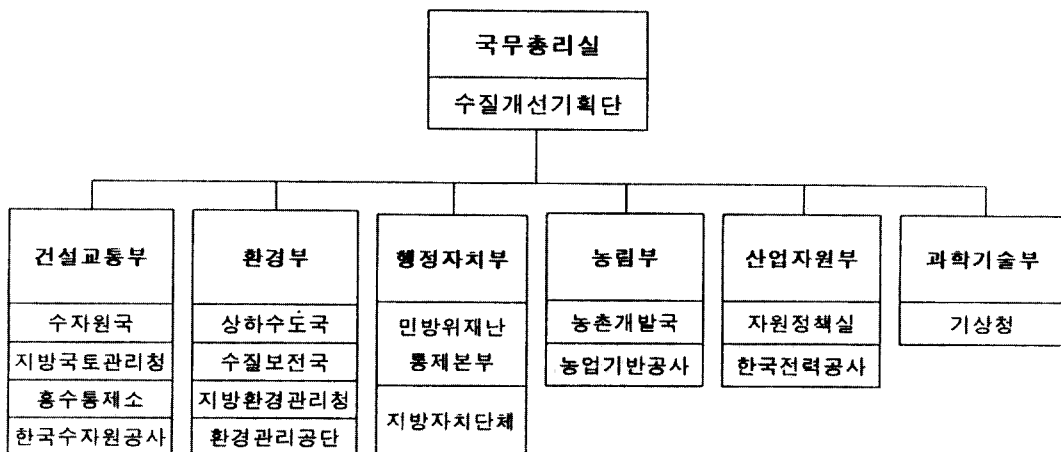 국무총리실
수질개선기획단
건설교통부
수자원국
지방국토관리청
홍수통제소
한국수자원공사
환경부
상하수도국
수질보전국
지방환경관리청
환경관리공단
행정자치부
민방위재난
통제본부
지방자치단체
농림부
농촌개발국
농업기반공사
산업자원부
자원정책실
한국전력공사
과학기술부
기상청